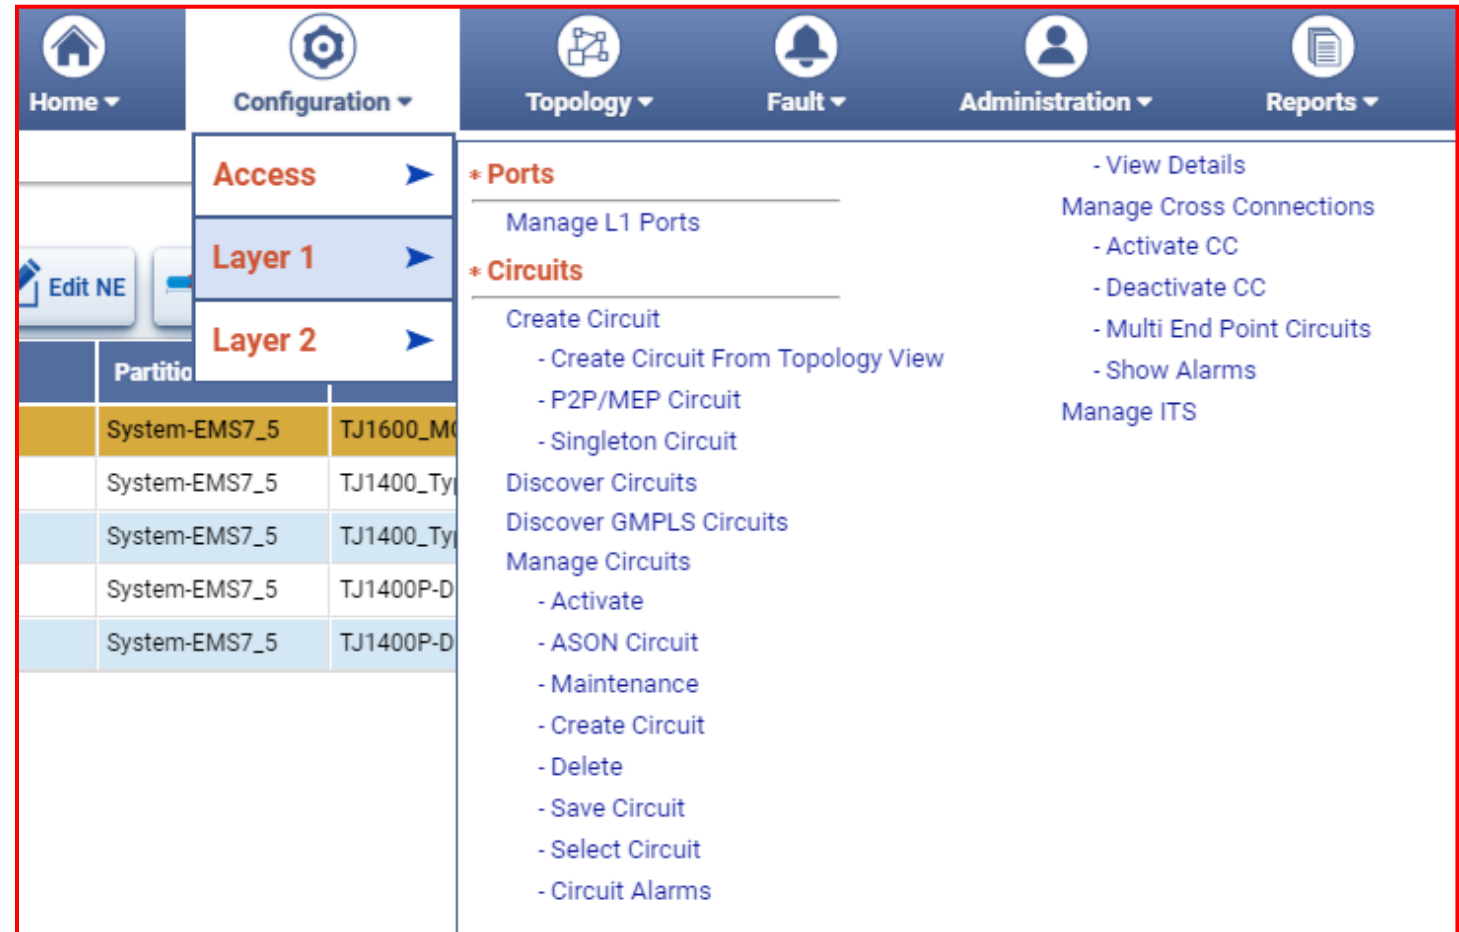 Home
Configuration
Topology
Fault
Administration
Reports
Access
Layer 1
Layer 2
Edit NE
* Ports
Manage L1 Ports
* Circuits
Create Circuit
- Create Circuit From Topology View
- P2P/MEP Circuit
- Singleton Circuit
Discover Circuits
Discover GMPLS Circuits
Manage Circuits
- Activate
- ASON Circuit
- Maintenance
- Create Circuit
- Delete
- Save Circuit
- Select Circuit
- Circuit Alarms
- View Details
Manage Cross Connections
- Activate CC
- Deactivate CC
- Multi End Point Circuits
- Show Alarms
Manage ITS
Partitio
System-EMS7_5 TJ1600_M
System-EMS7_5 TJ1400_Ty
System-EMS7_5 TJ1400_Ty
System-EMS7_5 TJ1400P-D
System-EMS7_5 TJ1400P-D